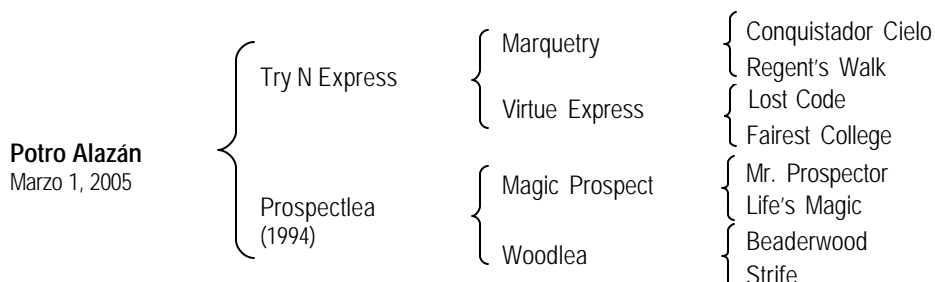 Potro Alazán
Marzo 1, 2005
Try N Express
Prospectlea
(1994)
Marquetry
Virtue Express
Magic Prospect
Woodlea
Conquistador Cielo
Regent's Walk
Lost Code
Fairest College
Mr. Prospector
Life's Magic
Beaderwood
Strife